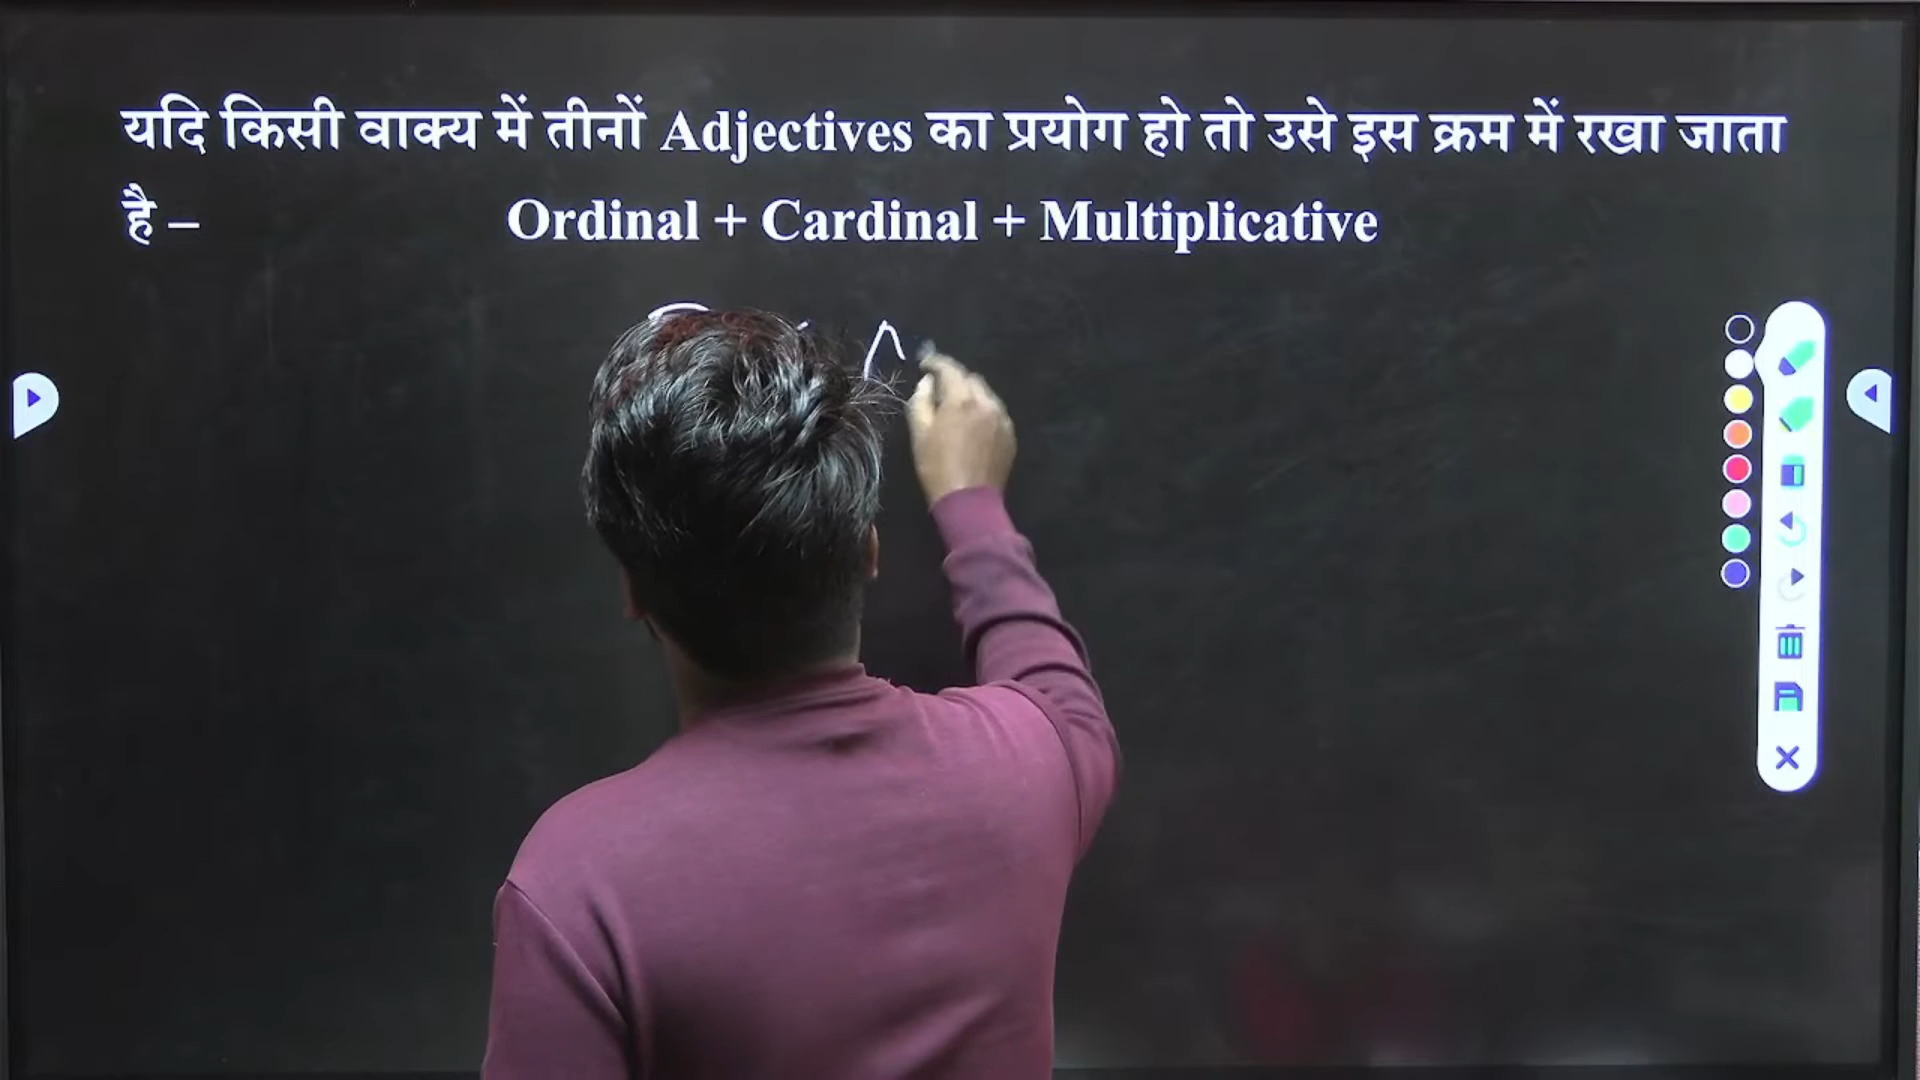 यदि किसी वाक्य में तीनों Adjectives का प्रयोग हो तो उसे इस क्रम में रखा जाता
है – Ordinal + Cardinal + Multiplicative